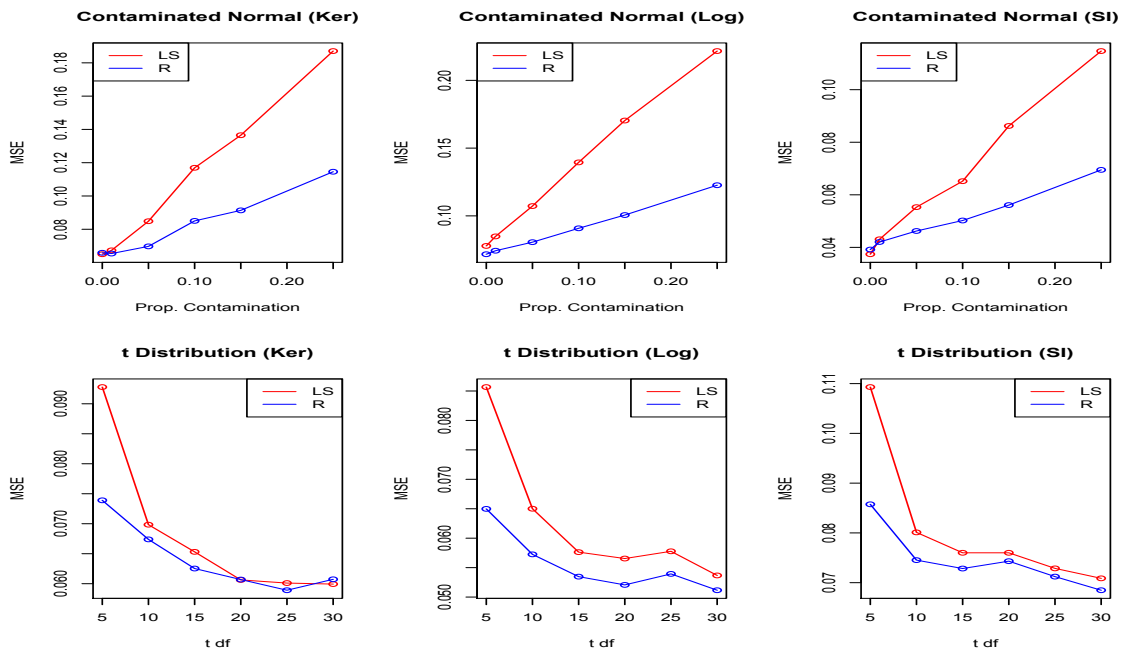 Contaminated Normal (Ker)
LS
R
MSE
0.08 0.10 0.12 0.14 0.16 0.18
0.00 0.10 0.20
Prop. Contamination
Contaminated Normal (Log)
LS
R
MSE
0.10 0.15 0.20
0.00 0.10 0.20
Prop. Contamination
Contaminated Normal (SI)
LS
R
MSE
0.04 0.06 0.08 0.10
0.00 0.10 0.20
Prop. Contamination
t Distribution (Ker)
LS
R
MSE
0.060 0.070 0.080 0.090
5 10 15 20 25 30
t df
t Distribution (Log)
LS
R
MSE
0.050 0.060 0.070 0.080
5 10 15 20 25 30
t df
t Distribution (SI)
LS
R
MSE
0.07 0.08 0.09 0.10 0.11
5 10 15 20 25 30
t df